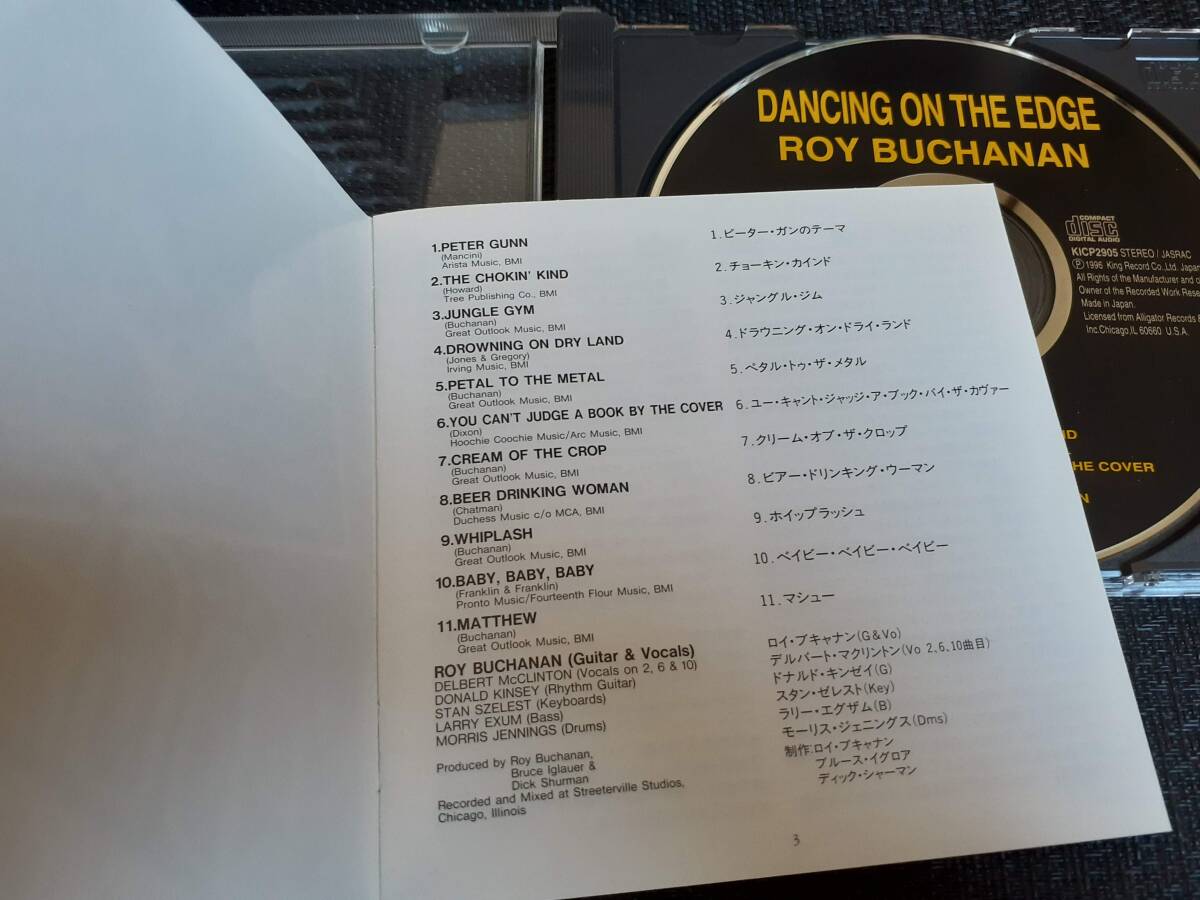 DANCING ON THE EDGE
ROY BUCHANAN
COMPACT
disc
DIGITAL AUDIO
KICP2905 STEREO / JASRAC
Ⓟ 1996 King Record Co., Ltd. Japan
All Rights of the Manufacturer and of
Owner of the Recorded Work Rese
Made in Japan.
Licensed from Alligator Records
Inc.Chicago,IL 60660 U.S.A.
ND
HE COVER
N
1.PETER GUNN
(Mancini)
Arista Music, BMI
2.THE CHOKIN' KIND
(Howard)
Tree Publishing Co., BMI
3.JUNGLE GYM
(Buchanan)
Great Outlook Music, BMI
4.DROWNING ON DRY LAND
(Jones & Gregory)
Irving Music, BMI
5.PETAL TO THE METAL
(Buchanan)
Great Outlook Music, BMI
6.YOU CAN'T JUDGE A BOOK BY THE COVER
(Dixon)
Hoochie Coochie Music/Arc Music, BMI
7.CREAM OF THE CROP
(Buchanan)
Great Outlook Music, BMI
8.BEER DRINKING WOMAN
(Chatman)
Duchess Music c/o MCA, BMI
9.WHIPLASH
(Buchanan)
Great Outlook Music, BMI
10.BABY, BABY, BABY
(Franklin & Franklin)
Pronto Music/Fourteenth Flour Music, BMI
11.MATTHEW
(Buchanan)
Great Outlook Music, BMI
ROY BUCHANAN (Guitar & Vocals)
DELBERT McCLINTON (Vocals on 2, 6 & 10)
DONALD KINSEY (Rhythm Guitar)
STAN SZELEST (Keyboards)
LARRY EXUM (Bass)
MORRIS JENNINGS (Drums)
Produced by Roy Buchanan,
Bruce Iglauer &
Dick Shurman
Recorded and Mixed at Streeterville Studios,
Chicago, Illinois
1.ピーター・ガンのテーマ
2.チョーキン・カインド
3.ジャングル・ジム
4.ドラウニング・オン・ドライ・ランド
5.ペタル・トゥ・ザ・メタル
6.ユー・キャント・ジャッジ・ア・ブック・バイ・ザ・カヴァー
7.クリーム・オブ・ザ・クロップ
8.ビアー・ドリンキング・ウーマン
9.ホイップラッシュ
10.ベイビー・ベイビー・ベイビー
11.マシュー
ロイ・ブキャナン(G&Vo)
デルバート・マクリントン(Vo 2,6,10曲目)
ドナルド・キンゼイ(G)
スタン・ゼレスト(Key)
ラリー・エグザム(B)
モーリス・ジェニングス(Dms)
制作:ロイ・ブキャナン
ブルース・イグロア
ディック・シャーマン
3